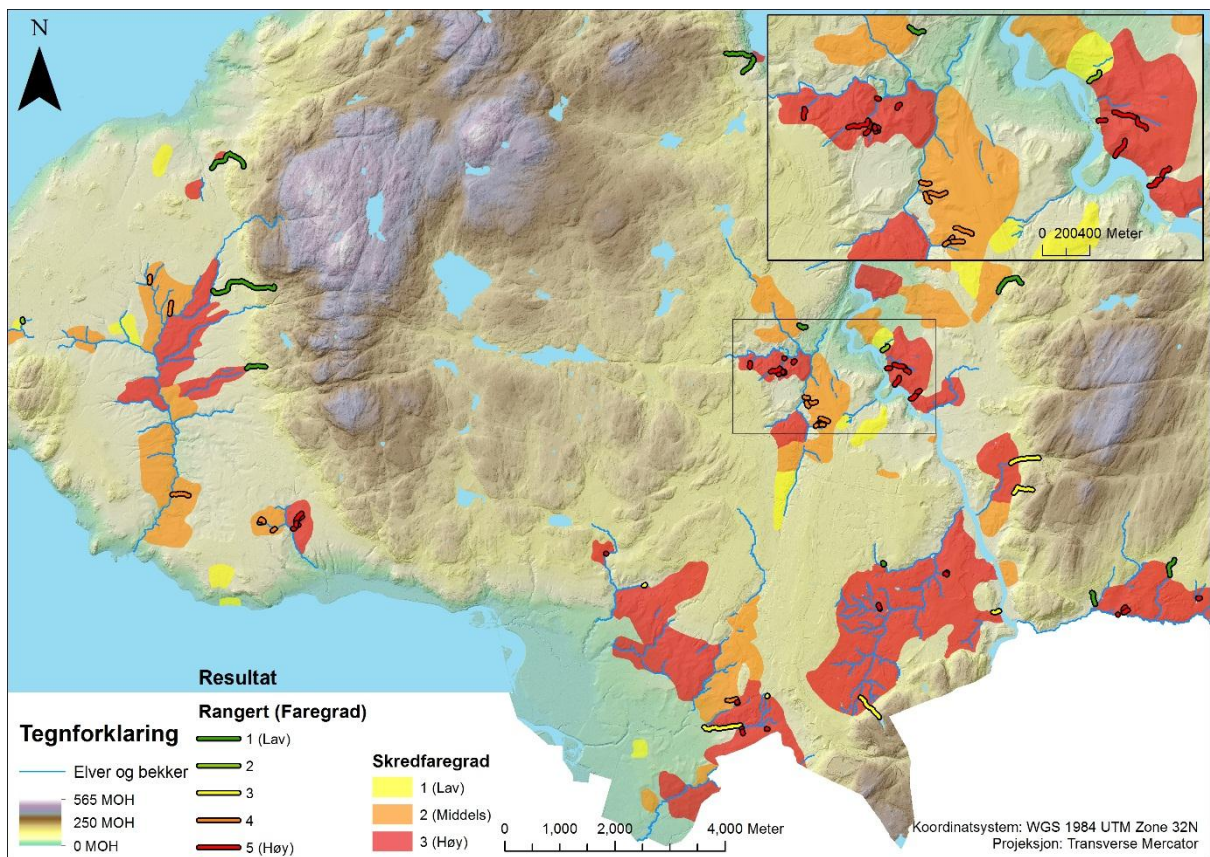 N
0 200400 Meter
Resultat
Rangert (Faregrad)
1 (Lav)
2
3
4
5 (Høy)
Tegnforklaring
Elver og bekker
565 MOH
250 MOH
0 MOH
Skredfaregrad
1 (Lav)
2 (Middels)
3 (Høy)
0 1,000 2,000 4,000 Meter
Koordinatsystem: WGS 1984 UTM Zone 32N
Projeksjon: Transverse Mercator